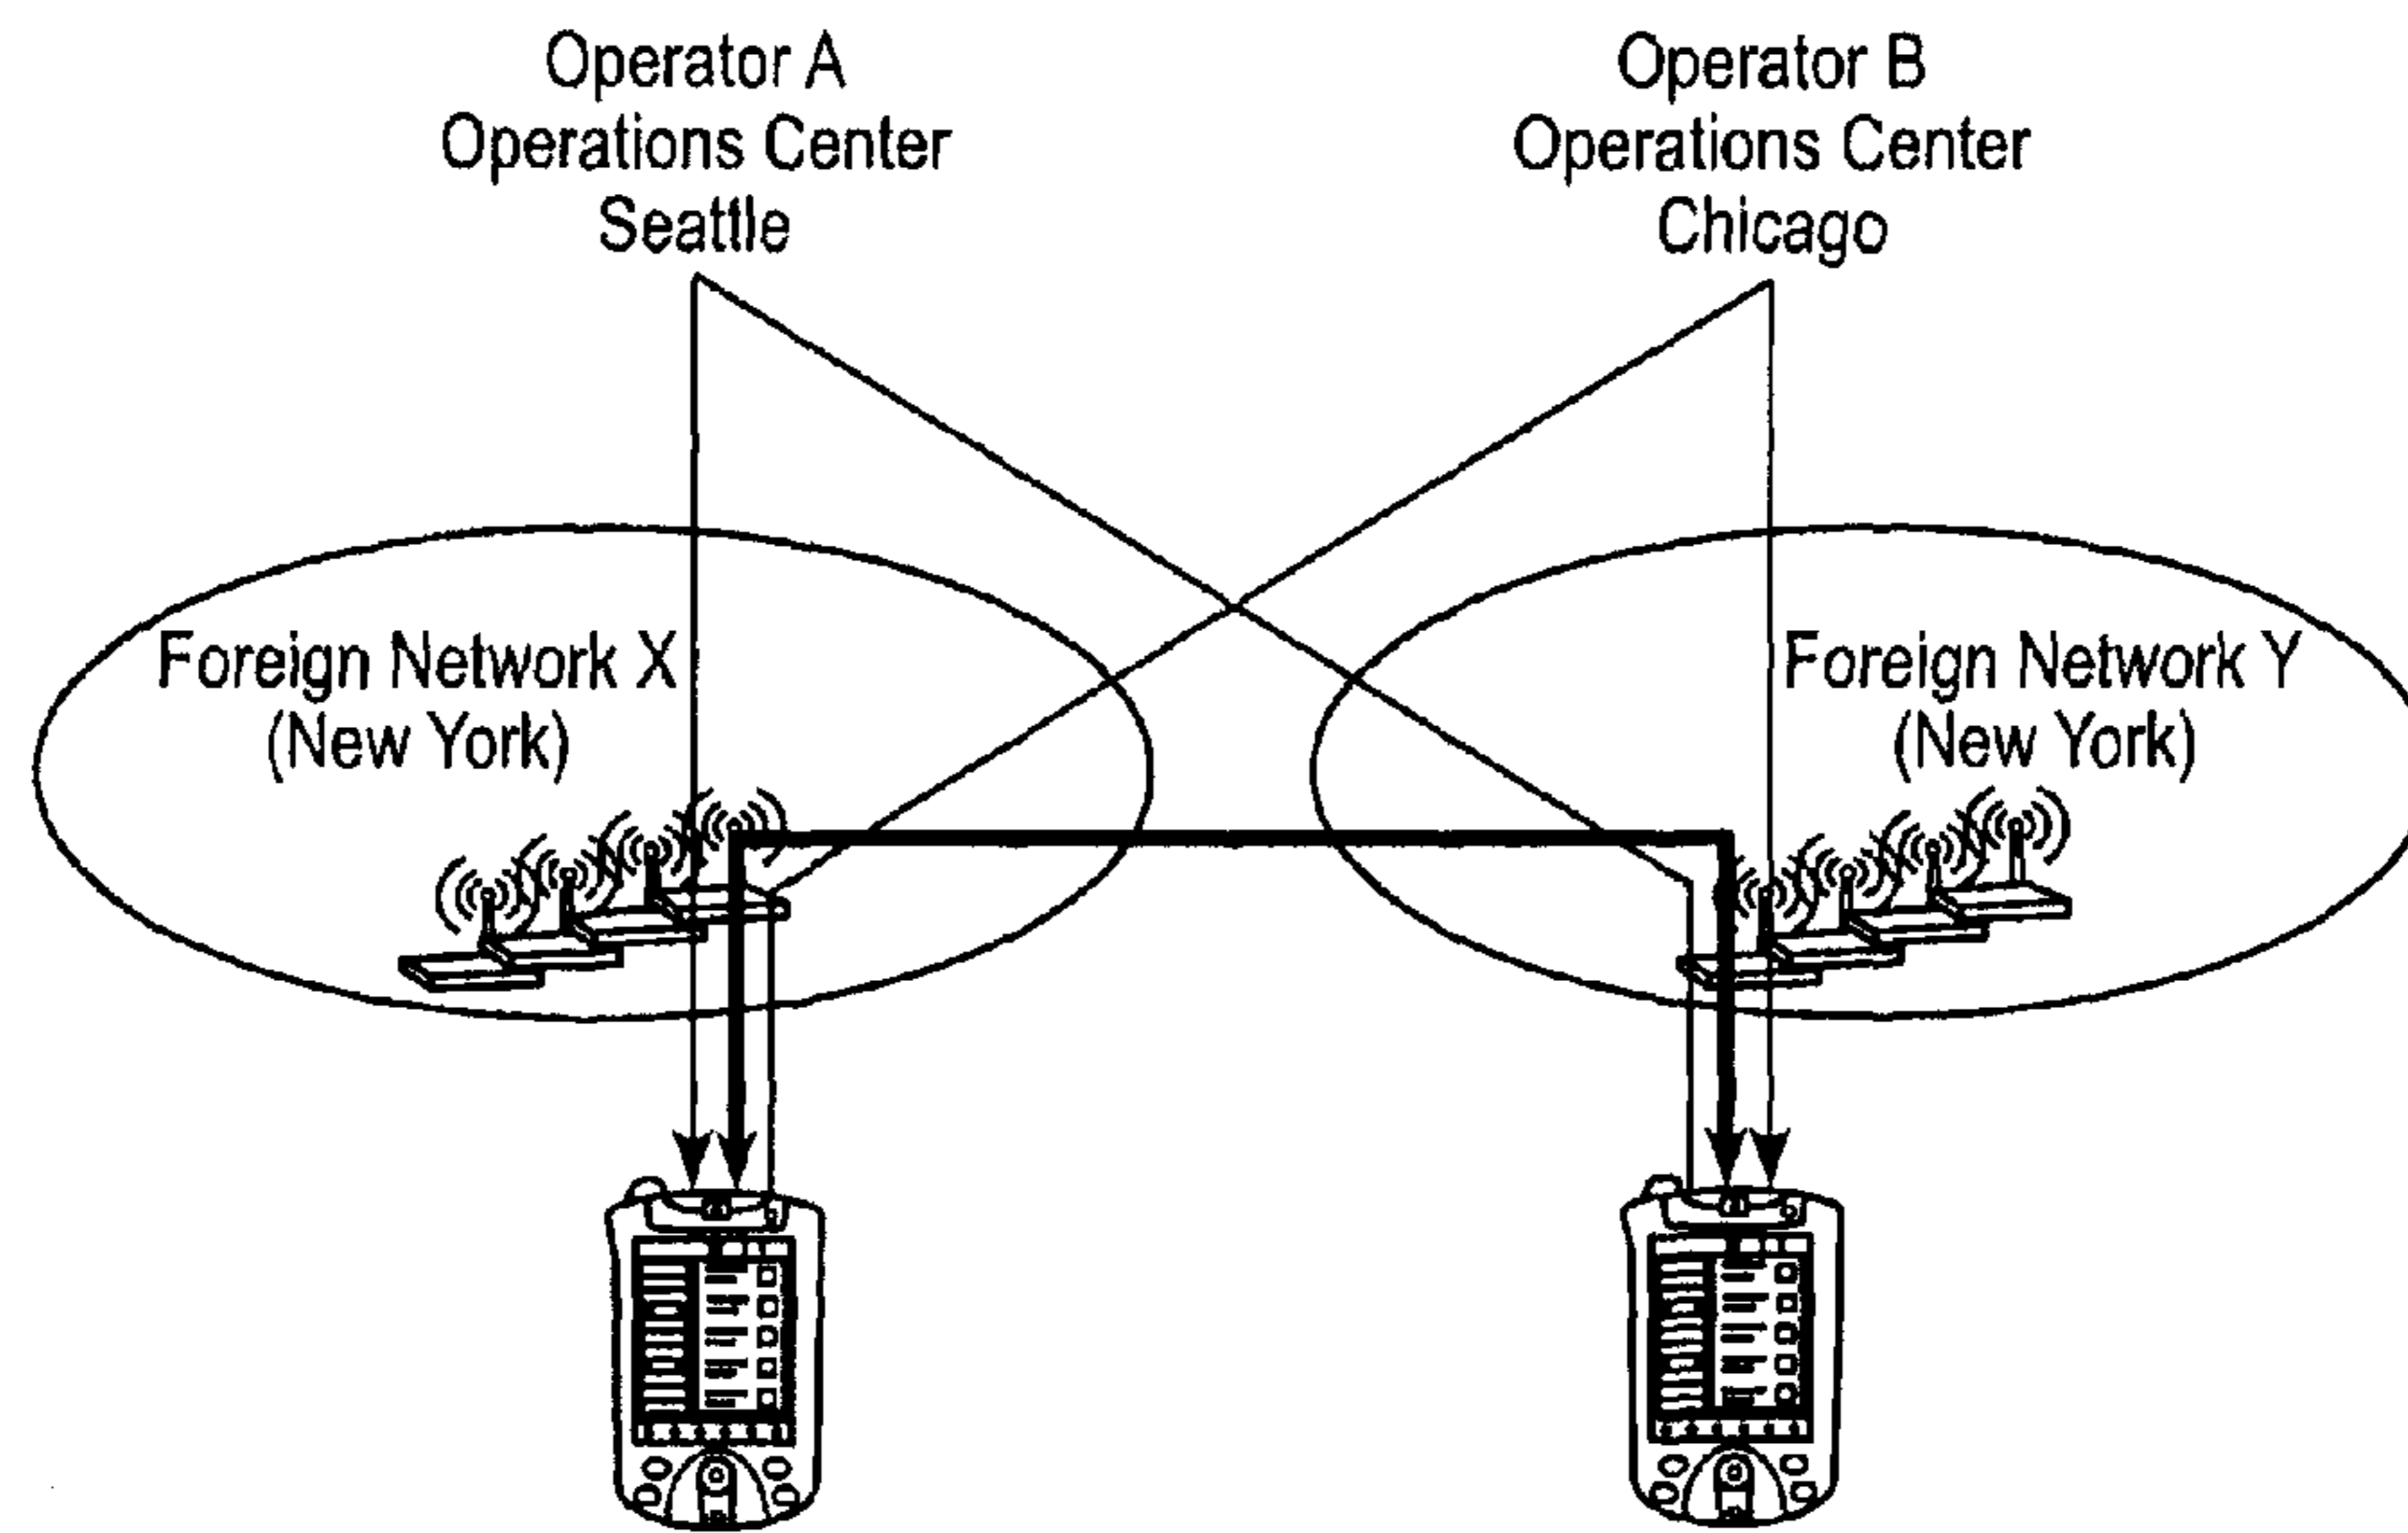 Operator A
Operations Center
Seattle
Operator B
Operations Center
Chicago
Foreign Network X
(New York)
Foreign Network Y
(New York)